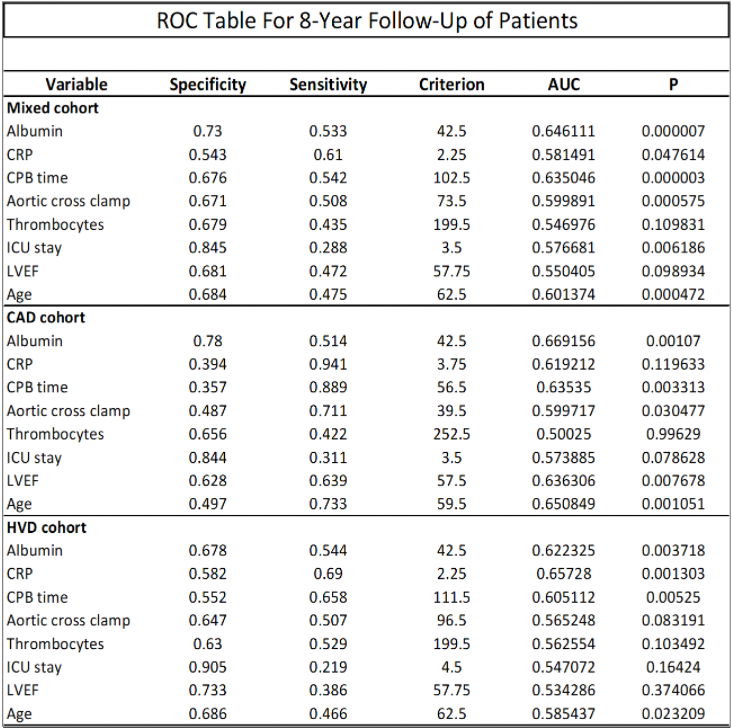 ROC Table For 8-Year Follow-Up of Patients
Variable Specificity Sensitivity Criterion AUC P
Mixed cohort
Albumin 0.73 0.533 42.5 0.646111 0.000007
CRP 0.543 0.61 2.25 0.581491 0.047614
CPB time 0.676 0.542 102.5 0.635046 0.000003
Aortic cross clamp 0.671 0.508 73.5 0.599891 0.000575
Thrombocytes 0.679 0.435 199.5 0.546976 0.109831
ICU stay 0.845 0.288 3.5 0.576681 0.006186
LVEF 0.681 0.472 57.75 0.550405 0.098934
Age 0.684 0.475 62.5 0.601374 0.000472
CAD cohort
Albumin 0.78 0.514 42.5 0.669156 0.00107
CRP 0.394 0.941 3.75 0.619212 0.119633
CPB time 0.357 0.889 56.5 0.63535 0.003313
Aortic cross clamp 0.487 0.711 39.5 0.599717 0.030477
Thrombocytes 0.656 0.422 252.5 0.50025 0.99629
ICU stay 0.844 0.311 3.5 0.573885 0.078628
LVEF 0.628 0.639 57.5 0.636306 0.007678
Age 0.497 0.733 59.5 0.650849 0.001051
HVD cohort
Albumin 0.678 0.544 42.5 0.622325 0.003718
CRP 0.582 0.69 2.25 0.65728 0.001303
CPB time 0.552 0.658 111.5 0.605112 0.00525
Aortic cross clamp 0.647 0.507 96.5 0.565248 0.083191
Thrombocytes 0.63 0.529 199.5 0.562554 0.103492
ICU stay 0.905 0.219 4.5 0.547072 0.16424
LVEF 0.733 0.386 57.75 0.534286 0.374066
Age 0.686 0.466 62.5 0.585437 0.023209